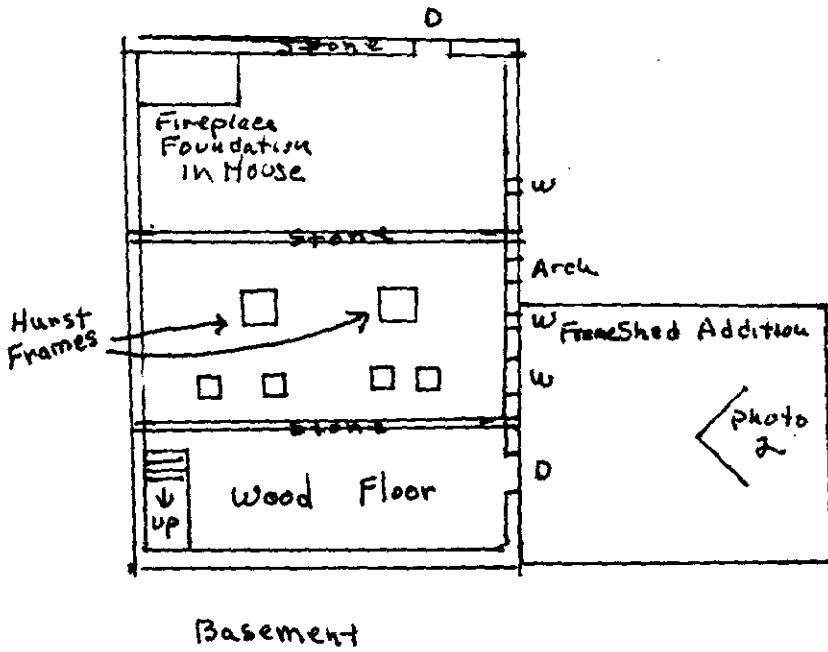 D
Stone
Fireplace
Foundation
in House
W
Stone
Arch
Hurst
Frames
W
Frame Shed Addition
W
Photo
2
Stone
D
Wood Floor
up
Basement